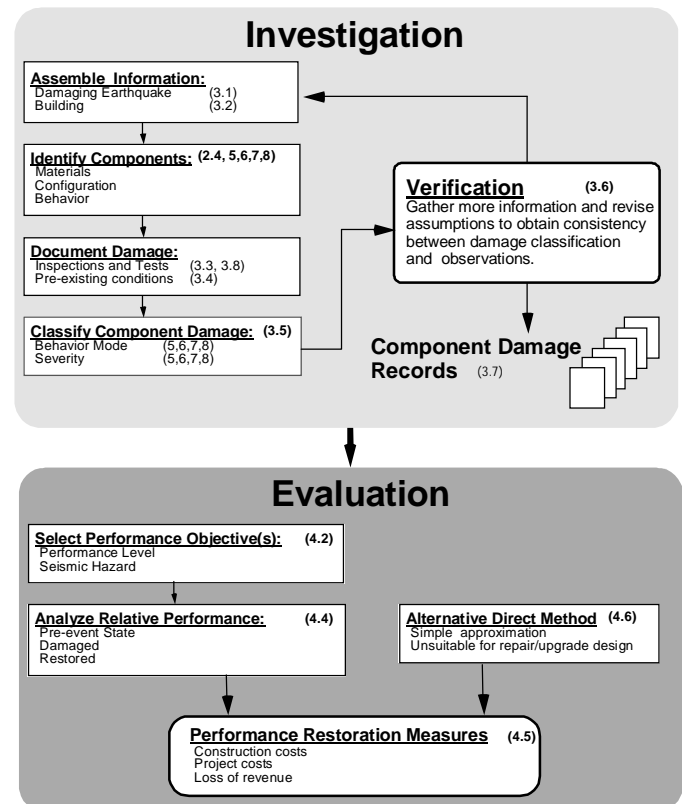 Investigation
Assemble Information:
Damaging Earthquake (3.1)
Building (3.2)
Identify Components: (2.4, 5,6,7,8)
Materials
Configuration
Behavior
Document Damage:
Inspections and Tests (3.3, 3.8)
Pre-existing conditions (3.4)
Classify Component Damage: (3.5)
Behavior Mode (5,6,7,8)
Severity (5,6,7,8)
Verification (3.6)
Gather more information and revise
assumptions to obtain consistency
between damage classification
and observations.
Component Damage
Records (3.7)
Evaluation
Select Performance Objective(s): (4.2)
Performance Level
Seismic Hazard
Analyze Relative Performance: (4.4)
Pre-event State
Damaged
Restored
Alternative Direct Method (4.6)
Simple approximation
Unsuitable for repair/upgrade design
Performance Restoration Measures (4.5)
Construction costs
Project costs
Loss of revenue